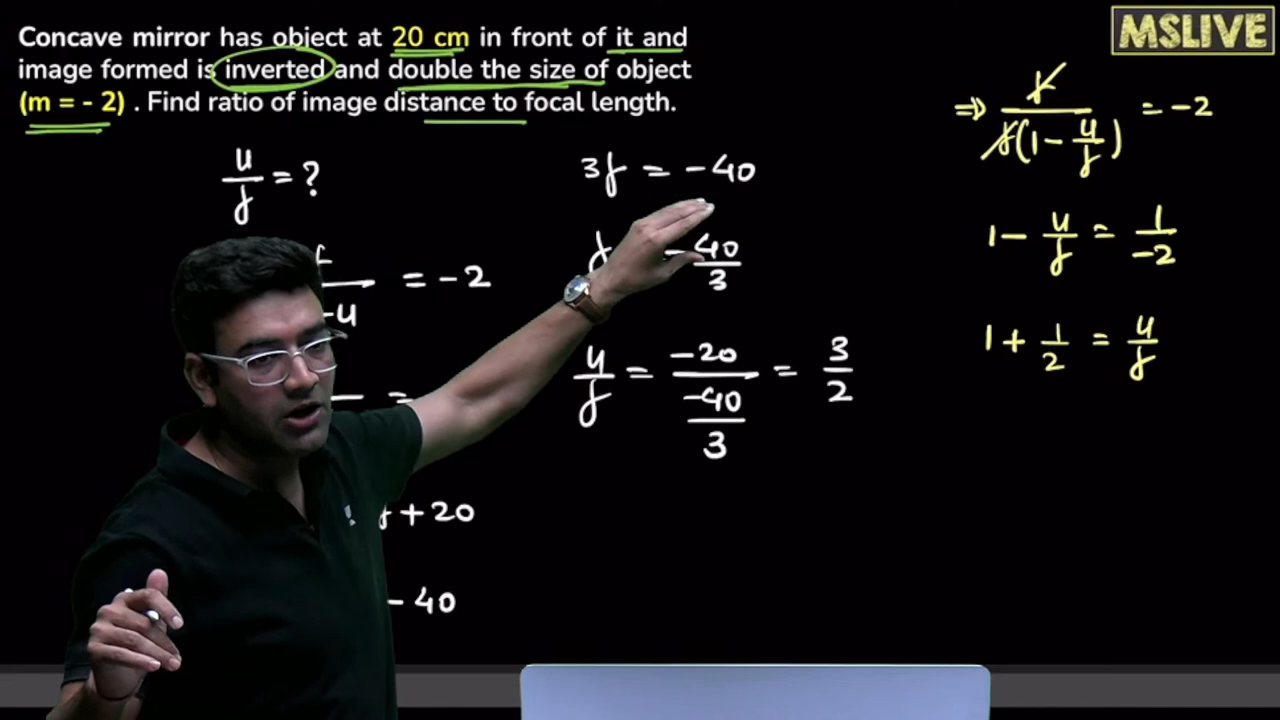 MSLIVE
Concave mirror has object at 20 cm in front of it and
image formed is inverted and double the size of object
(m = - 2) . Find ratio of image distance to focal length.
u/f = ?
= -2
-u
=
+ 20
- 40
3f = -40
f - 40/3
u/f = -20/(-40/3) = 3/2
⇒ f/(f(1 - u/f)) = -2
1 - u/f = 1/-2
1 + 1/2 = u/f